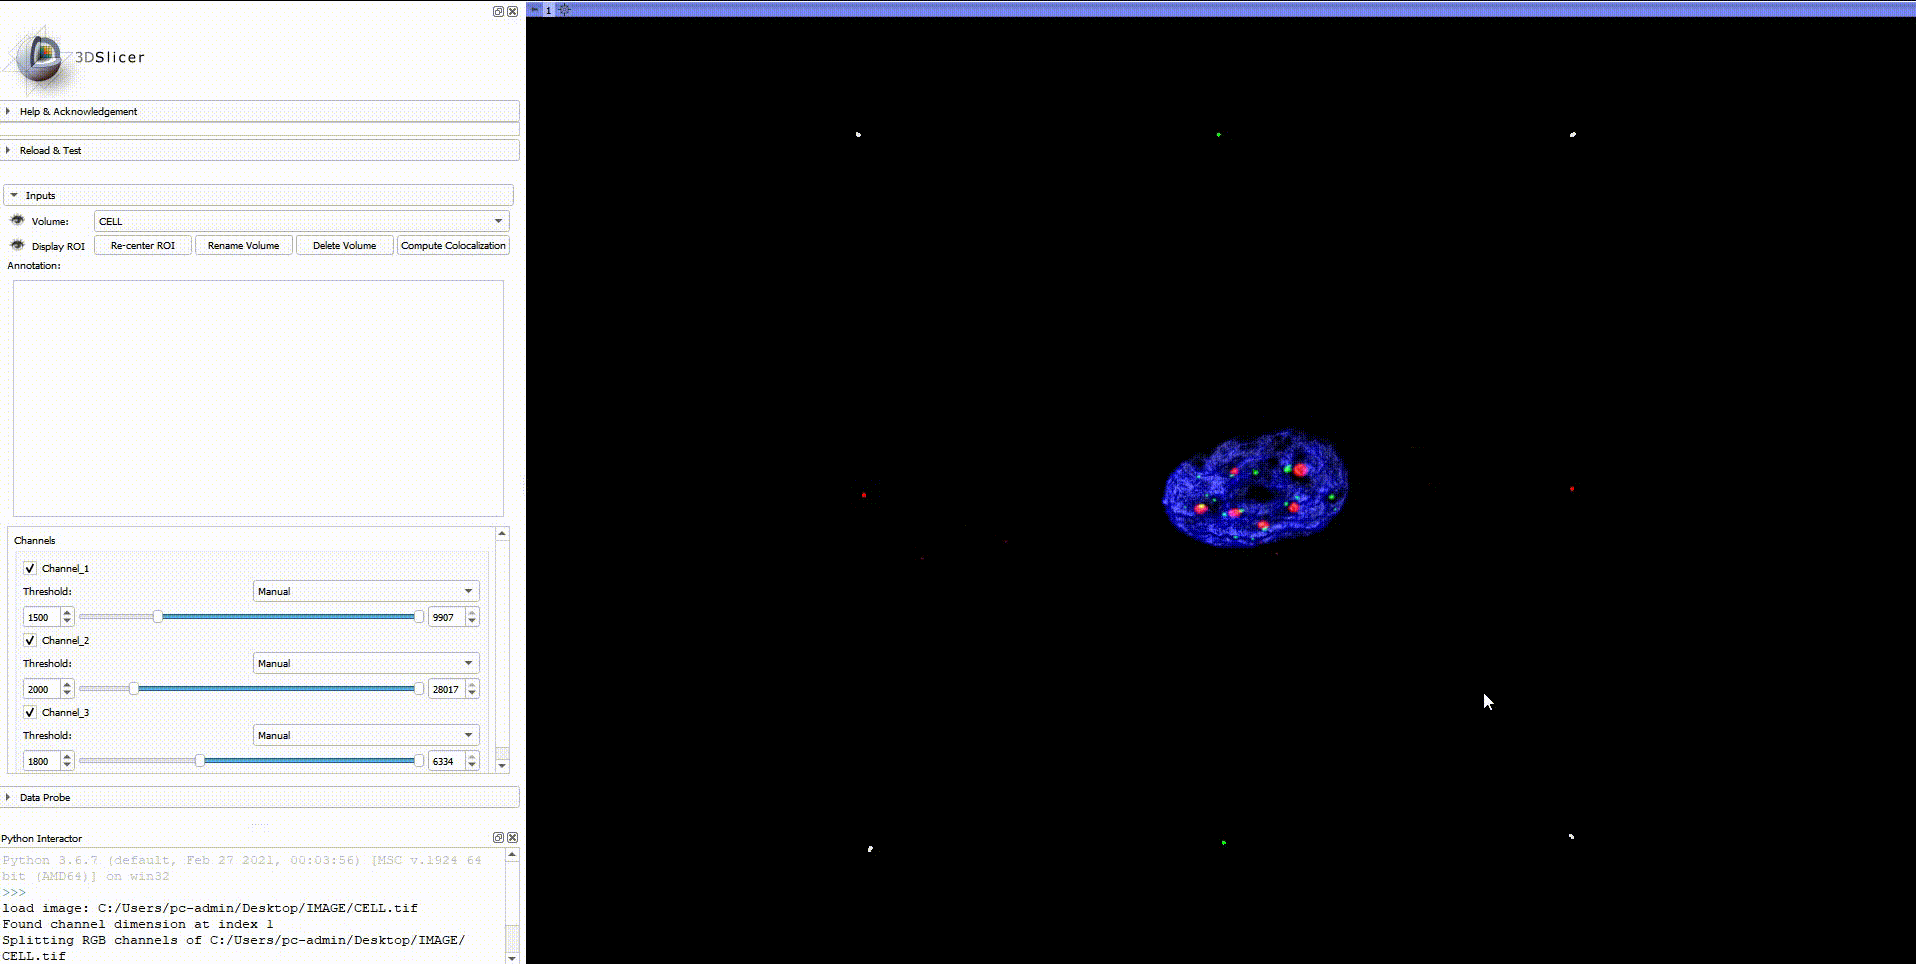 1
3DSlicer
Help & Acknowledgement
Reload & Test
Inputs
Volume: CELL
Display ROI Re-center ROI Rename Volume Delete Volume Compute Colocalization
Annotation:
Channels
Channel_1
Threshold: Manual
1500 9907
Channel_2
Threshold: Manual
2000 28017
Channel_3
Threshold: Manual
1800 6334
Data Probe
Python Interactor
Python 3.6.7 (default, Feb 27 2021, 00:03:56) [MSC v.1924 64
bit (AMD64)] on win32
>>>
load image: C:/Users/pc-admin/Desktop/IMAGE/CELL.tif
Found channel dimension at index 1
Splitting RGB channels of C:/Users/pc-admin/Desktop/IMAGE/
CELL.tif